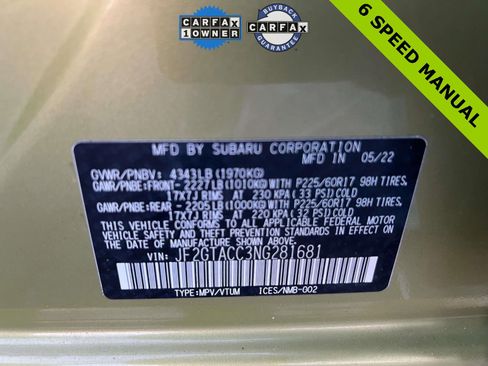 CARFAX
1 OWNER
BUYBACK
CARFAX
GUARANTEE
6 SPEED MANUAL
MFD BY SUBARU CORPORATION
MFD. IN JAPAN 05/22
GVWR/PNBV: 4343LB (1970KG)
GAWR/PNBE:FRONT- 2227LB(1010KG)WITH P225/60R17 98H TIRES,
17X7J RIMS AT 230 KPA (33 PSI)COLD
GAWR/PNBE:REAR - 2205LB(1000KG)WITH P225/60R17 98H TIRES,
17X7J RIMS AT 220 KPA (32 PSI)COLD
THIS VEHICLE CONFORMS TO ALL APPLICABLE FEDERAL MOTOR
VEHICLE SAFETY, BUMPER, AND THEFT PREVENTION STANDARDS IN EFFECT
ON THE DATE OF MANUFACTURE SHOWN ABOVE.
VIN: JF2GTACC3NG281681
TYPE:MPV/VTUM ICES/NMB-002